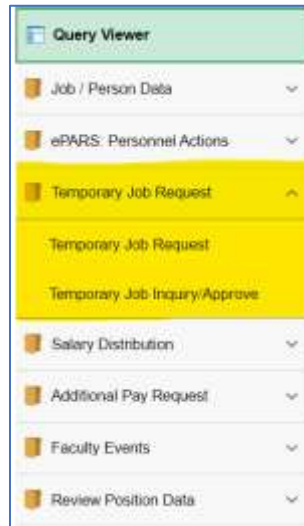 Query Viewer
Job / Person Data
ePARS: Personnel Actions
Temporary Job Request
Temporary Job Request
Temporary Job Inquiry/Approve
Salary Distribution
Additional Pay Request
Faculty Events
Review Position Data